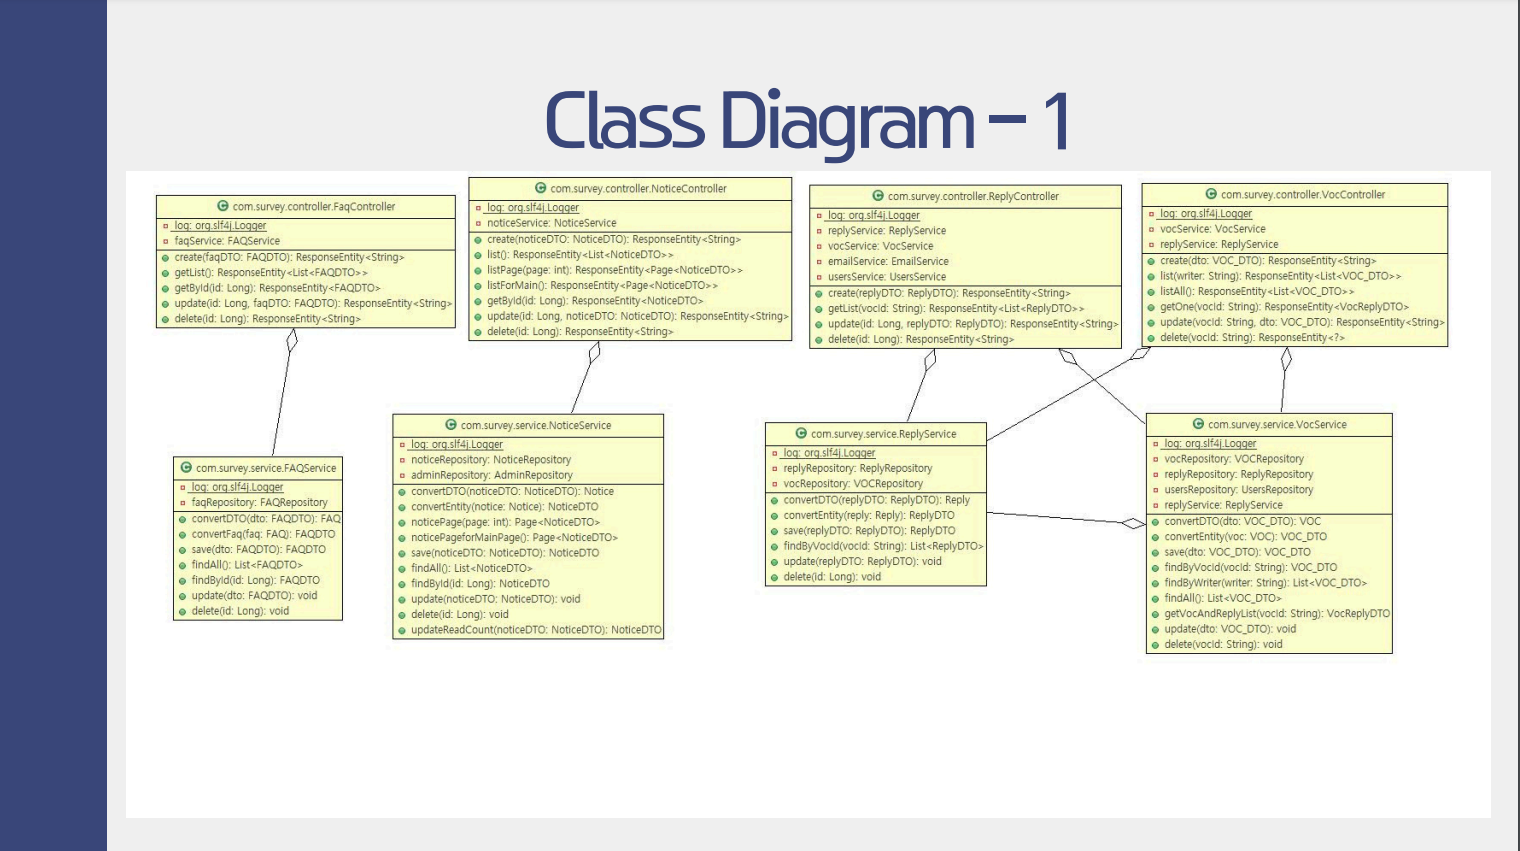 Class Diagram – 1
com.survey.controller.FaqController
log: org.slf4j.Logger
faqService: FAQService
create(faqDTO: FAQDTO): ResponseEntity<String>
getList(): ResponseEntity<List<FAQDTO>>
getById(id: Long): ResponseEntity<FAQDTO>
update(id: Long, faqDTO: FAQDTO): ResponseEntity<String>
delete(id: Long): ResponseEntity<String>
com.survey.controller.NoticeController
log: org.slf4j.Logger
noticeService: NoticeService
create(noticeDTO: NoticeDTO): ResponseEntity<String>
list(): ResponseEntity<List<NoticeDTO>>
listPage(page: int): ResponseEntity<Page<NoticeDTO>>
listForMain(): ResponseEntity<Page<NoticeDTO>>
getById(id: Long): ResponseEntity<NoticeDTO>
update(id: Long, noticeDTO: NoticeDTO): ResponseEntity<String>
delete(id: Long): ResponseEntity<String>
com.survey.controller.ReplyController
log: org.slf4j.Logger
replyService: ReplyService
vocService: VocService
emailService: EmailService
usersService: UsersService
create(replyDTO: ReplyDTO): ResponseEntity<String>
getList(vocId: String): ResponseEntity<List<ReplyDTO>>
update(id: Long, replyDTO: ReplyDTO): ResponseEntity<String>
delete(id: Long): ResponseEntity<String>
com.survey.controller.VocController
log: org.slf4j.Logger
vocService: VocService
replyService: ReplyService
create(dto: VOC_DTO): ResponseEntity<String>
list(writer: String): ResponseEntity<List<VOC_DTO>>
listAll(): ResponseEntity<List<VOC_DTO>>
getOne(vocId: String): ResponseEntity<VocReplyDTO>
update(vocId: String, dto: VOC_DTO): ResponseEntity<String>
delete(vocId: String): ResponseEntity<?>
com.survey.service.FAQService
log: org.slf4j.Logger
faqRepository: FAQRepository
convertDTO(dto: FAQDTO): FAQ
convertFaq(faq: FAQ): FAQDTO
save(dto: FAQDTO): FAQDTO
findAll(): List<FAQDTO>
findById(id: Long): FAQDTO
update(dto: FAQDTO): void
delete(id: Long): void
com.survey.service.NoticeService
log: org.slf4j.Logger
noticeRepository: NoticeRepository
adminRepository: AdminRepository
convertDTO(noticeDTO: NoticeDTO): Notice
convertEntity(notice: Notice): NoticeDTO
noticePage(page: int): Page<NoticeDTO>
noticePageforMainPage(): Page<NoticeDTO>
save(noticeDTO: NoticeDTO): NoticeDTO
findAll(): List<NoticeDTO>
findById(id: Long): NoticeDTO
update(noticeDTO: NoticeDTO): void
delete(id: Long): void
updateReadCount(noticeDTO: NoticeDTO): NoticeDTO
com.survey.service.ReplyService
log: org.slf4j.Logger
replyRepository: ReplyRepository
vocRepository: VOCRepository
convertDTO(replyDTO: ReplyDTO): Reply
convertEntity(reply: Reply): ReplyDTO
save(replyDTO: ReplyDTO): ReplyDTO
findByVocId(vocId: String): List<ReplyDTO>
update(replyDTO: ReplyDTO): void
delete(id: Long): void
com.survey.service.VocService
log: org.slf4j.Logger
vocRepository: VOCRepository
replyRepository: ReplyRepository
usersRepository: UsersRepository
replyService: ReplyService
convertDTO(dto: VOC_DTO): VOC
convertEntity(voc: VOC): VOC_DTO
save(dto: VOC_DTO): VOC_DTO
findByVocId(vocId: String): VOC_DTO
findByWriter(writer: String): List<VOC_DTO>
findAll(): List<VOC_DTO>
getVocAndReplyList(vocId: String): VocReplyDTO
update(dto: VOC_DTO): void
delete(vocId: String): void